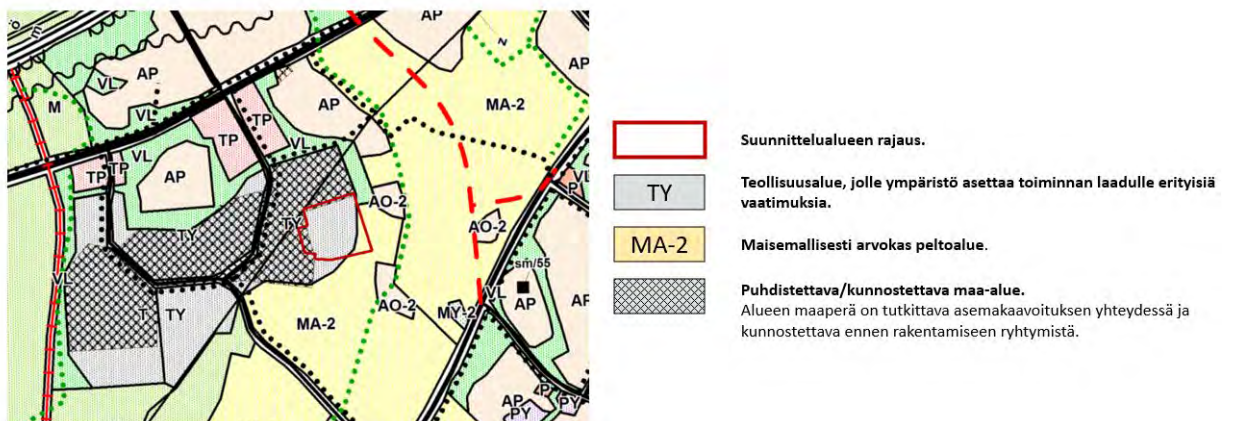 AP
m
AP
VL
M
VL
AP
MA-2
TP
TP
VL
VL
TP
TP
AP
VL
P
AO-2
TY
TY
AO-2
sm/55
VL
AP
T
TY
AO-2
MA-2
MY-2
VL
AP
P
PY
PY
Suunnittelualueen rajaus.
TY
Teollisuusalue, jolle ympäristö asettaa toiminnan laadulle erityisiä
vaatimuksia.
MA-2
Maisemallisesti arvokas peltoalue.
Puhdistettava/kunnostettava maa-alue.
Alueen maaperä on tutkittava asemakaavoituksen yhteydessä ja
kunnostettava ennen rakentamiseen ryhtymistä.